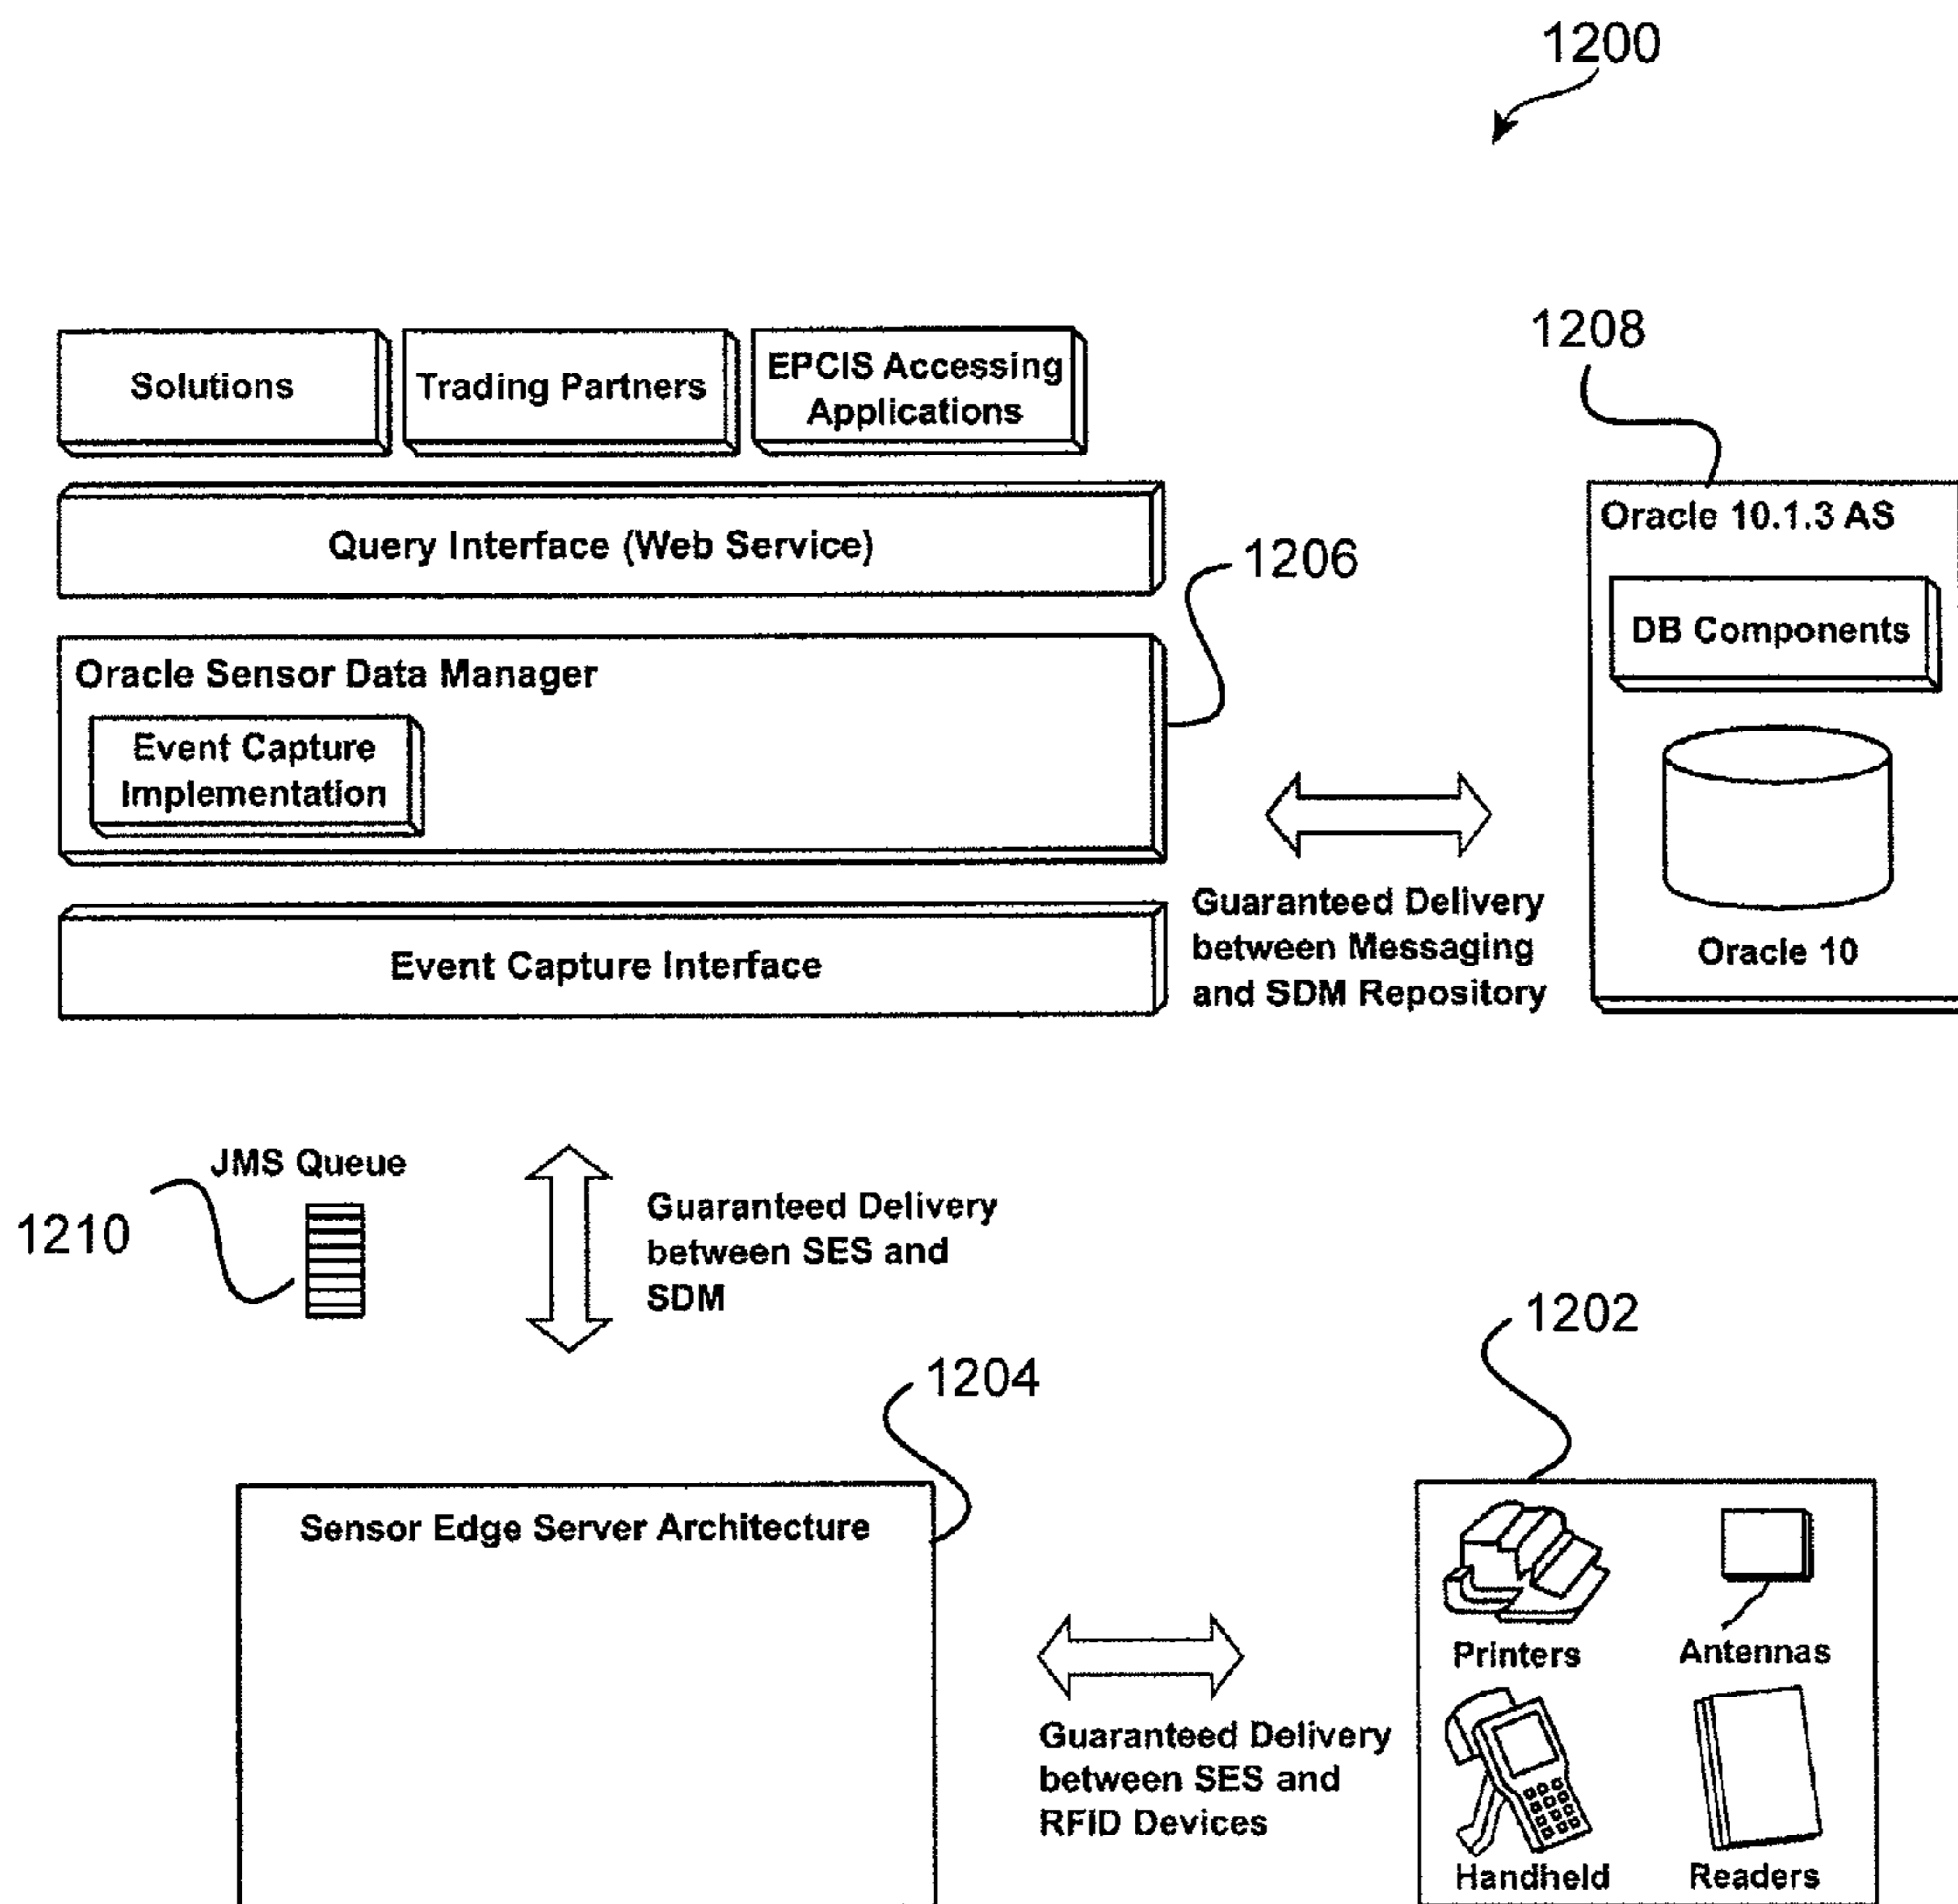 1200
Solutions
Trading Partners
EPCIS Accessing
Applications
1208
Query Interface (Web Service)
1206
Oracle 10.1.3 AS
DB Components
Oracle Sensor Data Manager
Event Capture
Implementation
Guaranteed Delivery
between Messaging
and SDM Repository
Oracle 10
Event Capture Interface
JMS Queue
1210
Guaranteed Delivery
between SES and
SDM
1204
1202
Sensor Edge Server Architecture
Guaranteed Delivery
between SES and
RFID Devices
Printers
Antennas
Handheld
Readers